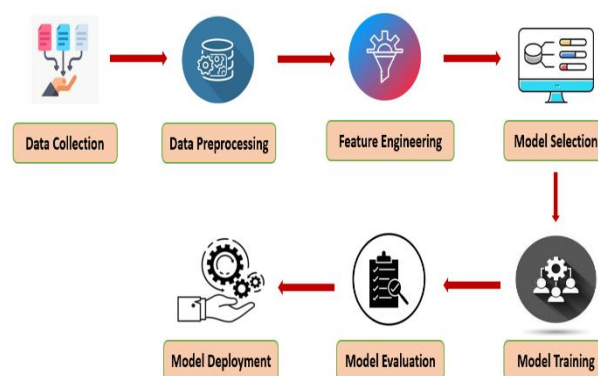 Data Collection
Data Preprocessing
Feature Engineering
Model Selection
Model Deployment
Model Evaluation
Model Training